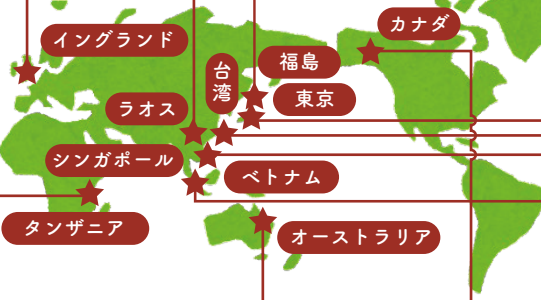 カナダ
イングランド
福島
台湾
東京
ラオス
シンガポール
ベトナム
タンザニア
オーストラリア